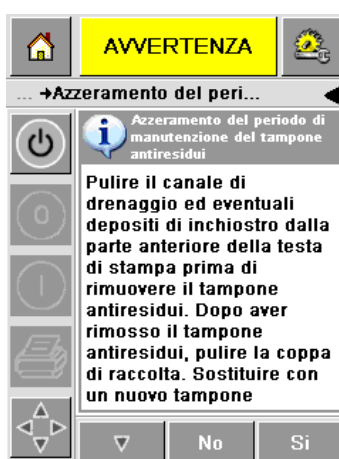 AVVERTENZA
... →Azzeramento del peri...
Azzeramento del periodo di
manutenzione del tampone
antiresidui
Pulire il canale di
drenaggio ed eventuali
depositi di inchiostro dalla
parte anteriore della testa
di stampa prima di
rimuovere il tampone
antiresidui. Dopo aver
rimosso il tampone
antiresidui, pulire la coppa
di raccolta. Sostituire con
un nuovo tampone
No
Si